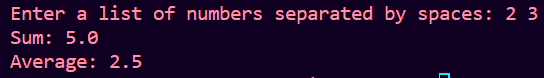 Enter a list of numbers separated by spaces: 2 3
Sum: 5.0
Average: 2.5